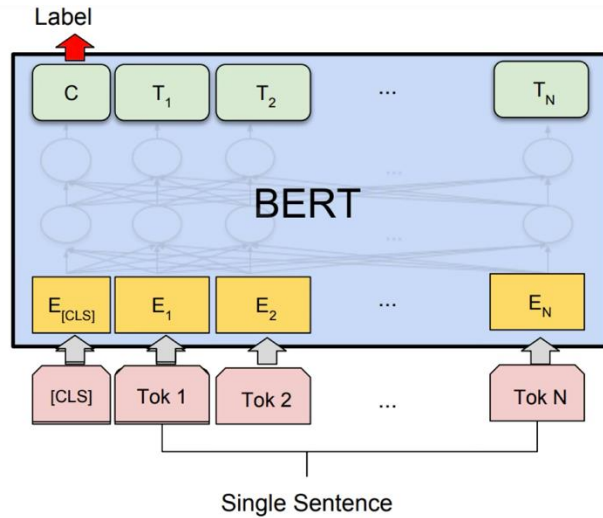 Label
C T1 T2 ... TN
...
BERT
...
E[CLS] E1 E2 ... EN
[CLS] Tok 1 Tok 2 ... Tok N
Single Sentence